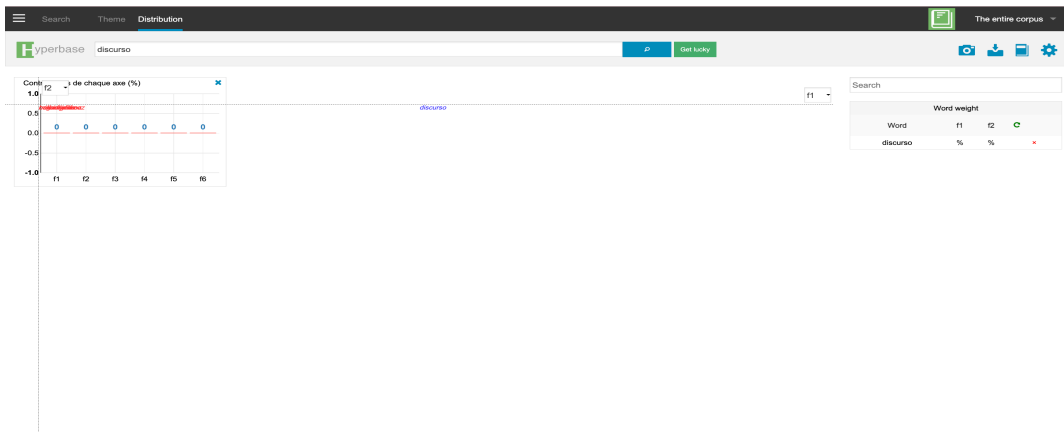 Search Theme Distribution The entire corpus
Hyperbase discurso Get lucky
de chaque axe (%)
f2
1.0
0.5
0.0
-0.5
-1.0
0 0 0 0 0 0
f1 f2 f3 f4 f5 f6
discurso
f1
Search
Word weight
Word f1 f2
discurso % %